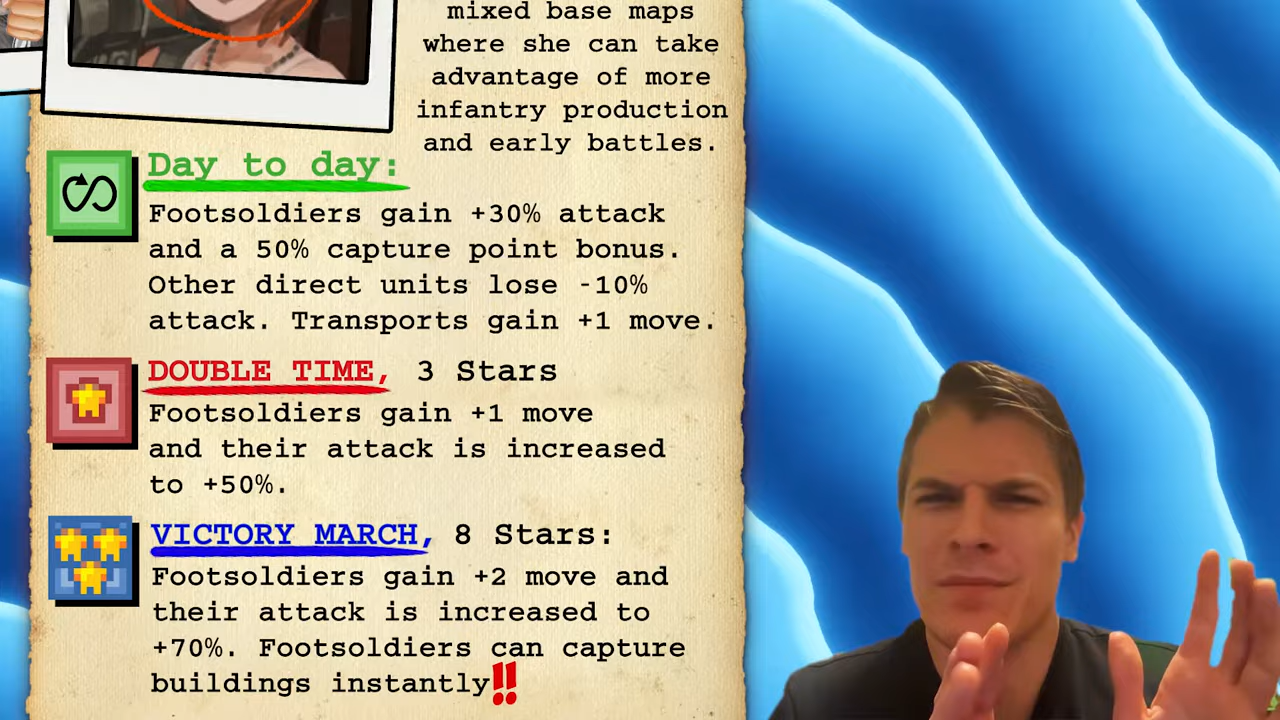 mixed base maps
where she can take
advantage of more
infantry production
and early battles.
Day to day:
Footsoldiers gain +30% attack
and a 50% capture point bonus.
Other direct units lose -10%
attack. Transports gain +1 move.
DOUBLE TIME, 3 Stars
Footsoldiers gain +1 move
and their attack is increased
to +50%.
VICTORY MARCH, 8 Stars:
Footsoldiers gain +2 move and
their attack is increased to
+70%. Footsoldiers can capture
buildings instantly!!